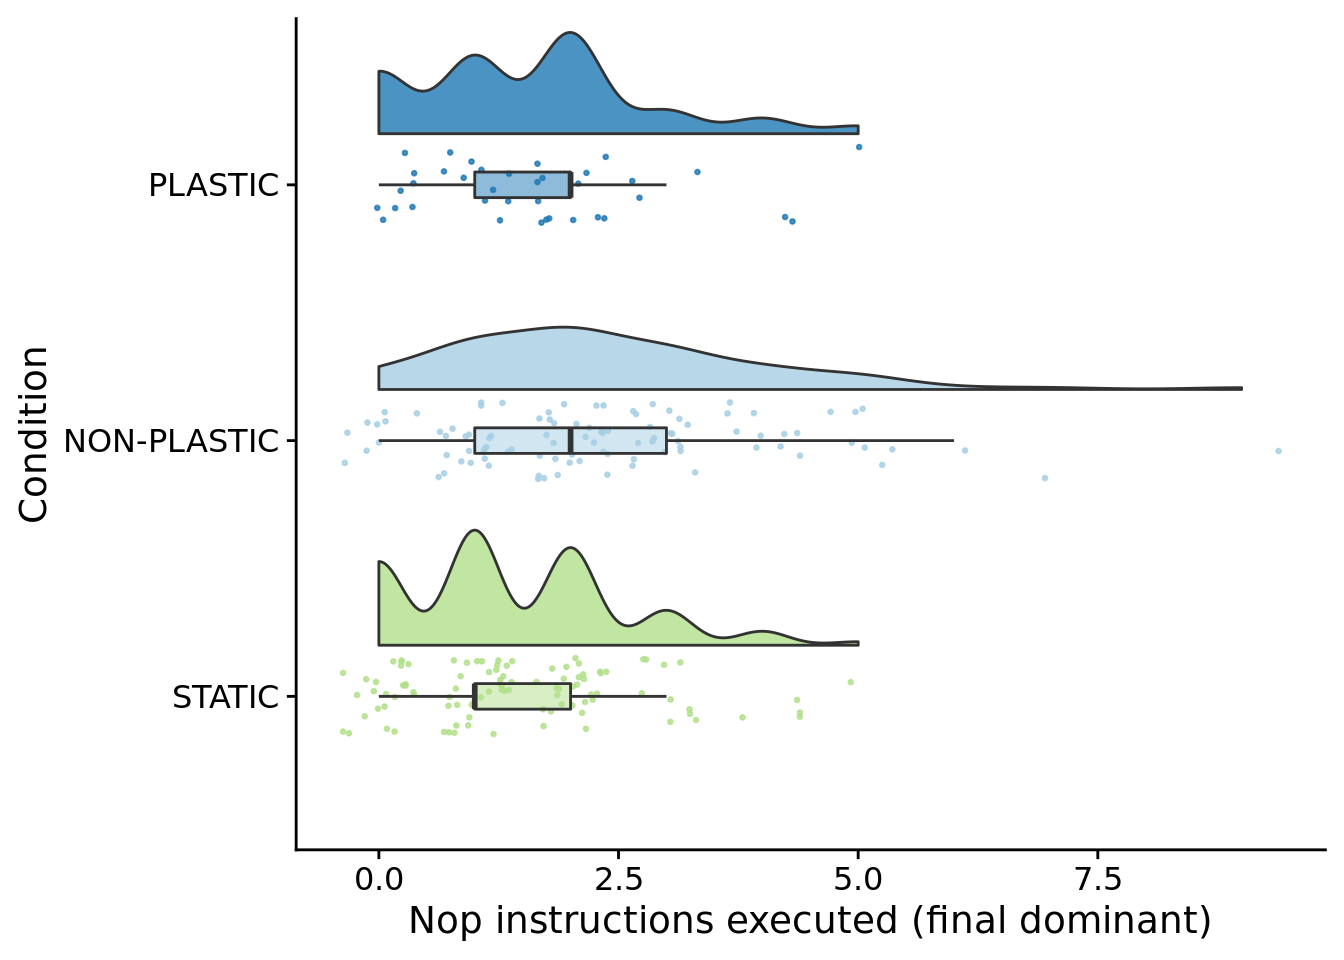 PLASTIC
NON-PLASTIC
STATIC
Condition
0.0 2.5 5.0 7.5
Nop instructions executed (final dominant)